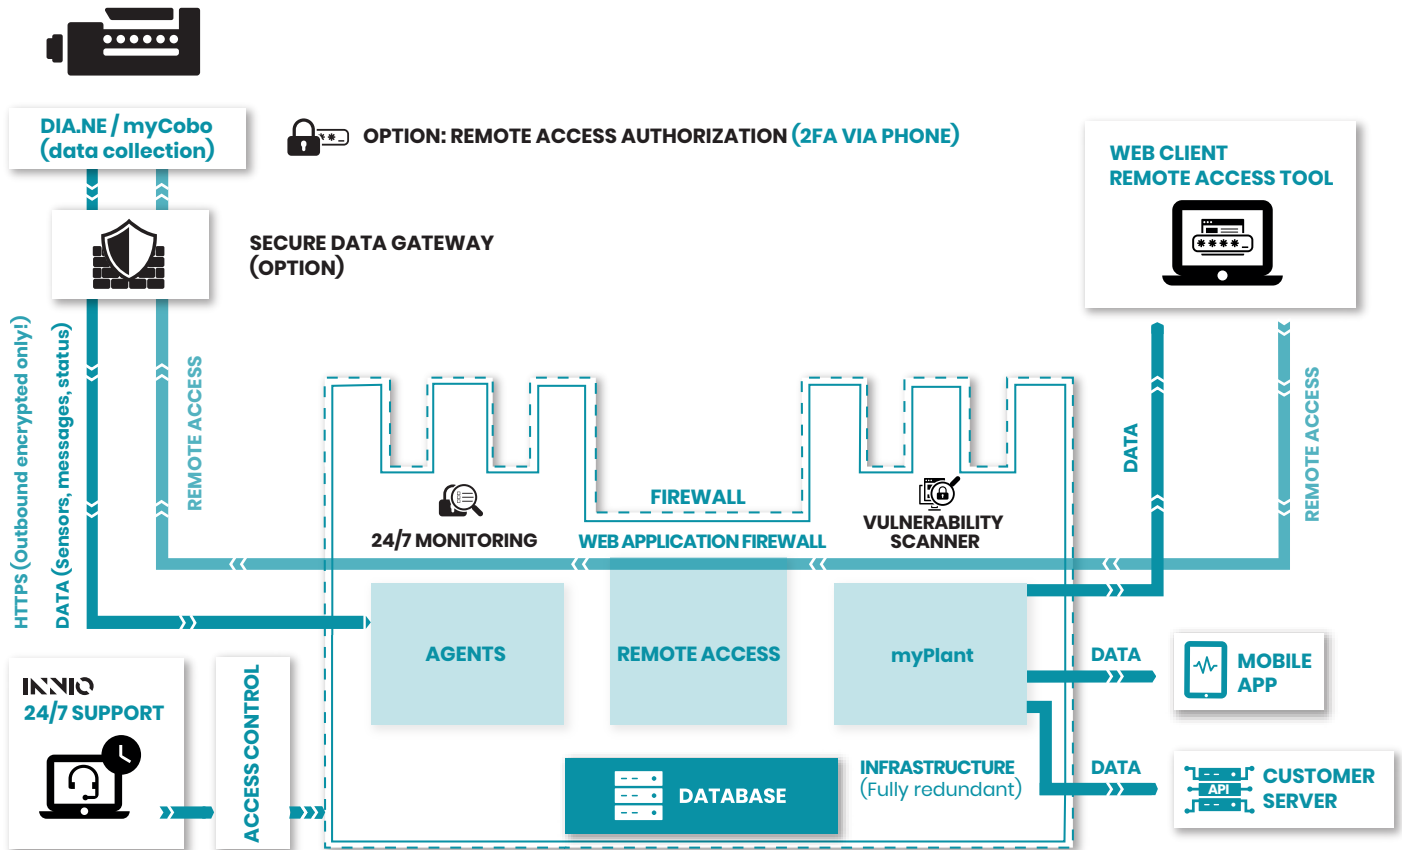 DIA.NE / myCobo
(data collection)
OPTION: REMOTE ACCESS AUTHORIZATION (2FA VIA PHONE)
WEB CLIENT
REMOTE ACCESS TOOL
SECURE DATA GATEWAY
(OPTION)
HTTPS (Outbound encrypted only!)
DATA (Sensors, messages, status)
REMOTE ACCESS
DATA
REMOTE ACCESS
FIREWALL
24/7 MONITORING
WEB APPLICATION FIREWALL
VULNERABILITY
SCANNER
AGENTS
REMOTE ACCESS
myPlant
DATA
MOBILE
APP
INNIO
24/7 SUPPORT
ACCESS CONTROL
DATABASE
INFRASTRUCTURE
(Fully redundant)
DATA
API
CUSTOMER
SERVER